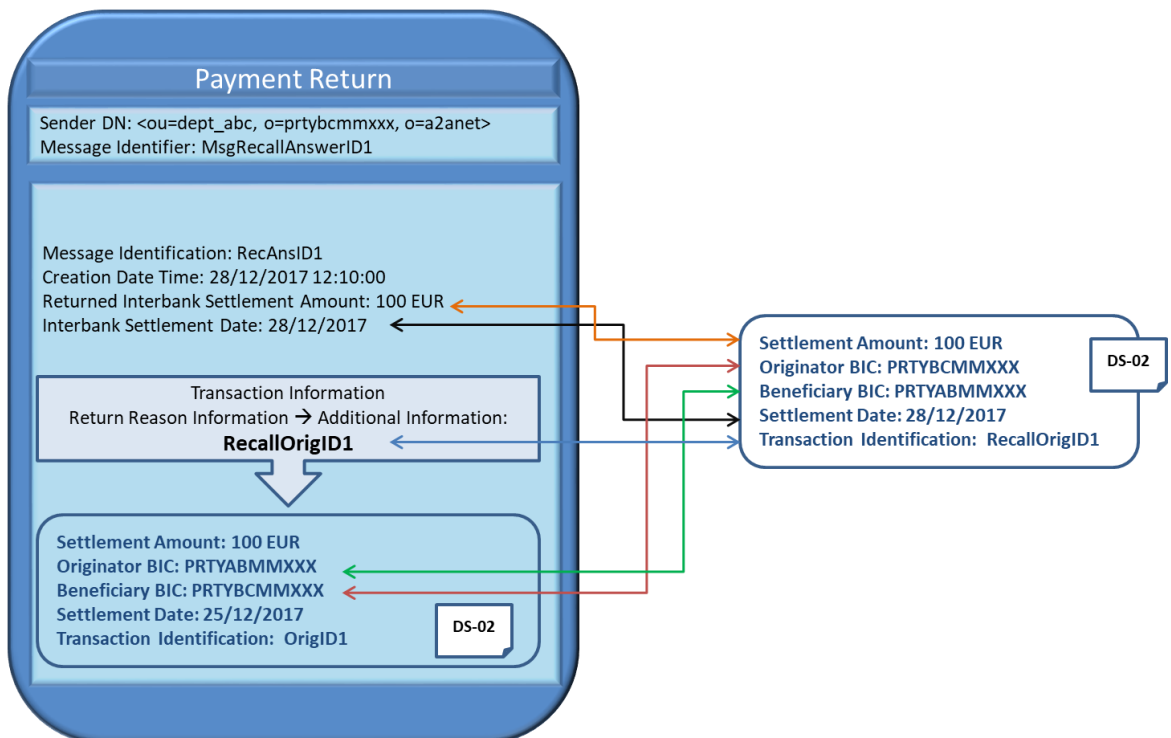 Payment Return
Sender DN: <ou=dept_abc, o=prtybcmmxxx, o=a2anet>
Message Identifier: MsgRecallAnswerID1
Message Identification: RecAnsID1
Creation Date Time: 28/12/2017 12:10:00
Returned Interbank Settlement Amount: 100 EUR
Interbank Settlement Date: 28/12/2017
Transaction Information
Return Reason Information → Additional Information:
RecallOrigID1
Settlement Amount: 100 EUR
Originator BIC: PRTYABMMXXX
Beneficiary BIC: PRTYBCMMXXX
Settlement Date: 25/12/2017
Transaction Identification: OrigID1
DS-02
Settlement Amount: 100 EUR
Originator BIC: PRTYBCMMXXX
Beneficiary BIC: PRTYABMMXXX
Settlement Date: 28/12/2017
Transaction Identification: RecallOrigID1
DS-02